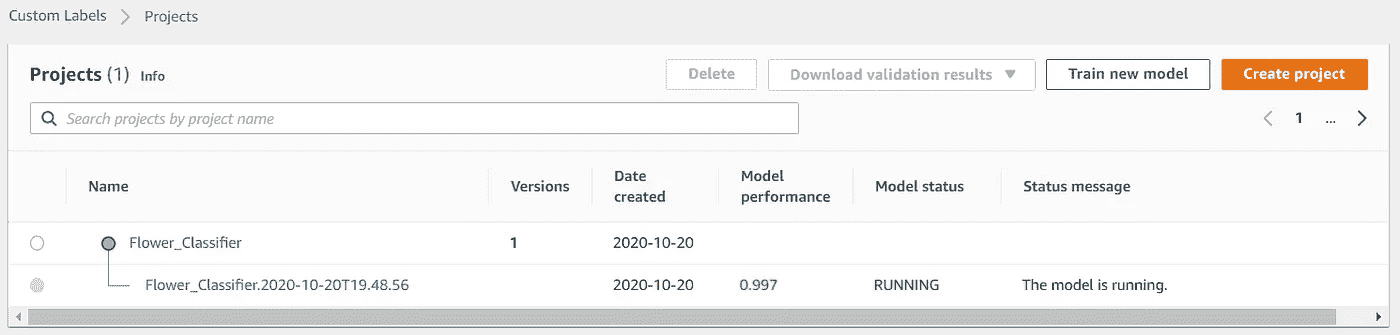 Custom Labels > Projects
Projects (1) Info
Delete
Download validation results
Train new model
Create project
Search projects by project name
1 ...
Name
Versions
Date created
Model performance
Model status
Status message
Flower_Classifier 1 2020-10-20
Flower_Classifier.2020-10-20T19.48.56 2020-10-20 0.997 RUNNING The model is running.